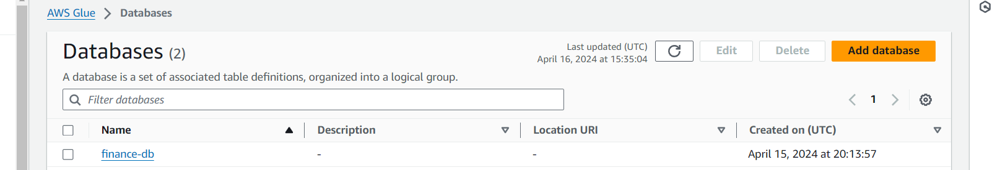 AWS Glue > Databases
Databases (2)
Last updated (UTC)
April 16, 2024 at 15:35:04
Edit
Delete
Add database
A database is a set of associated table definitions, organized into a logical group.
Filter databases
1
Name Description Location URI Created on (UTC)
finance-db - - April 15, 2024 at 20:13:57